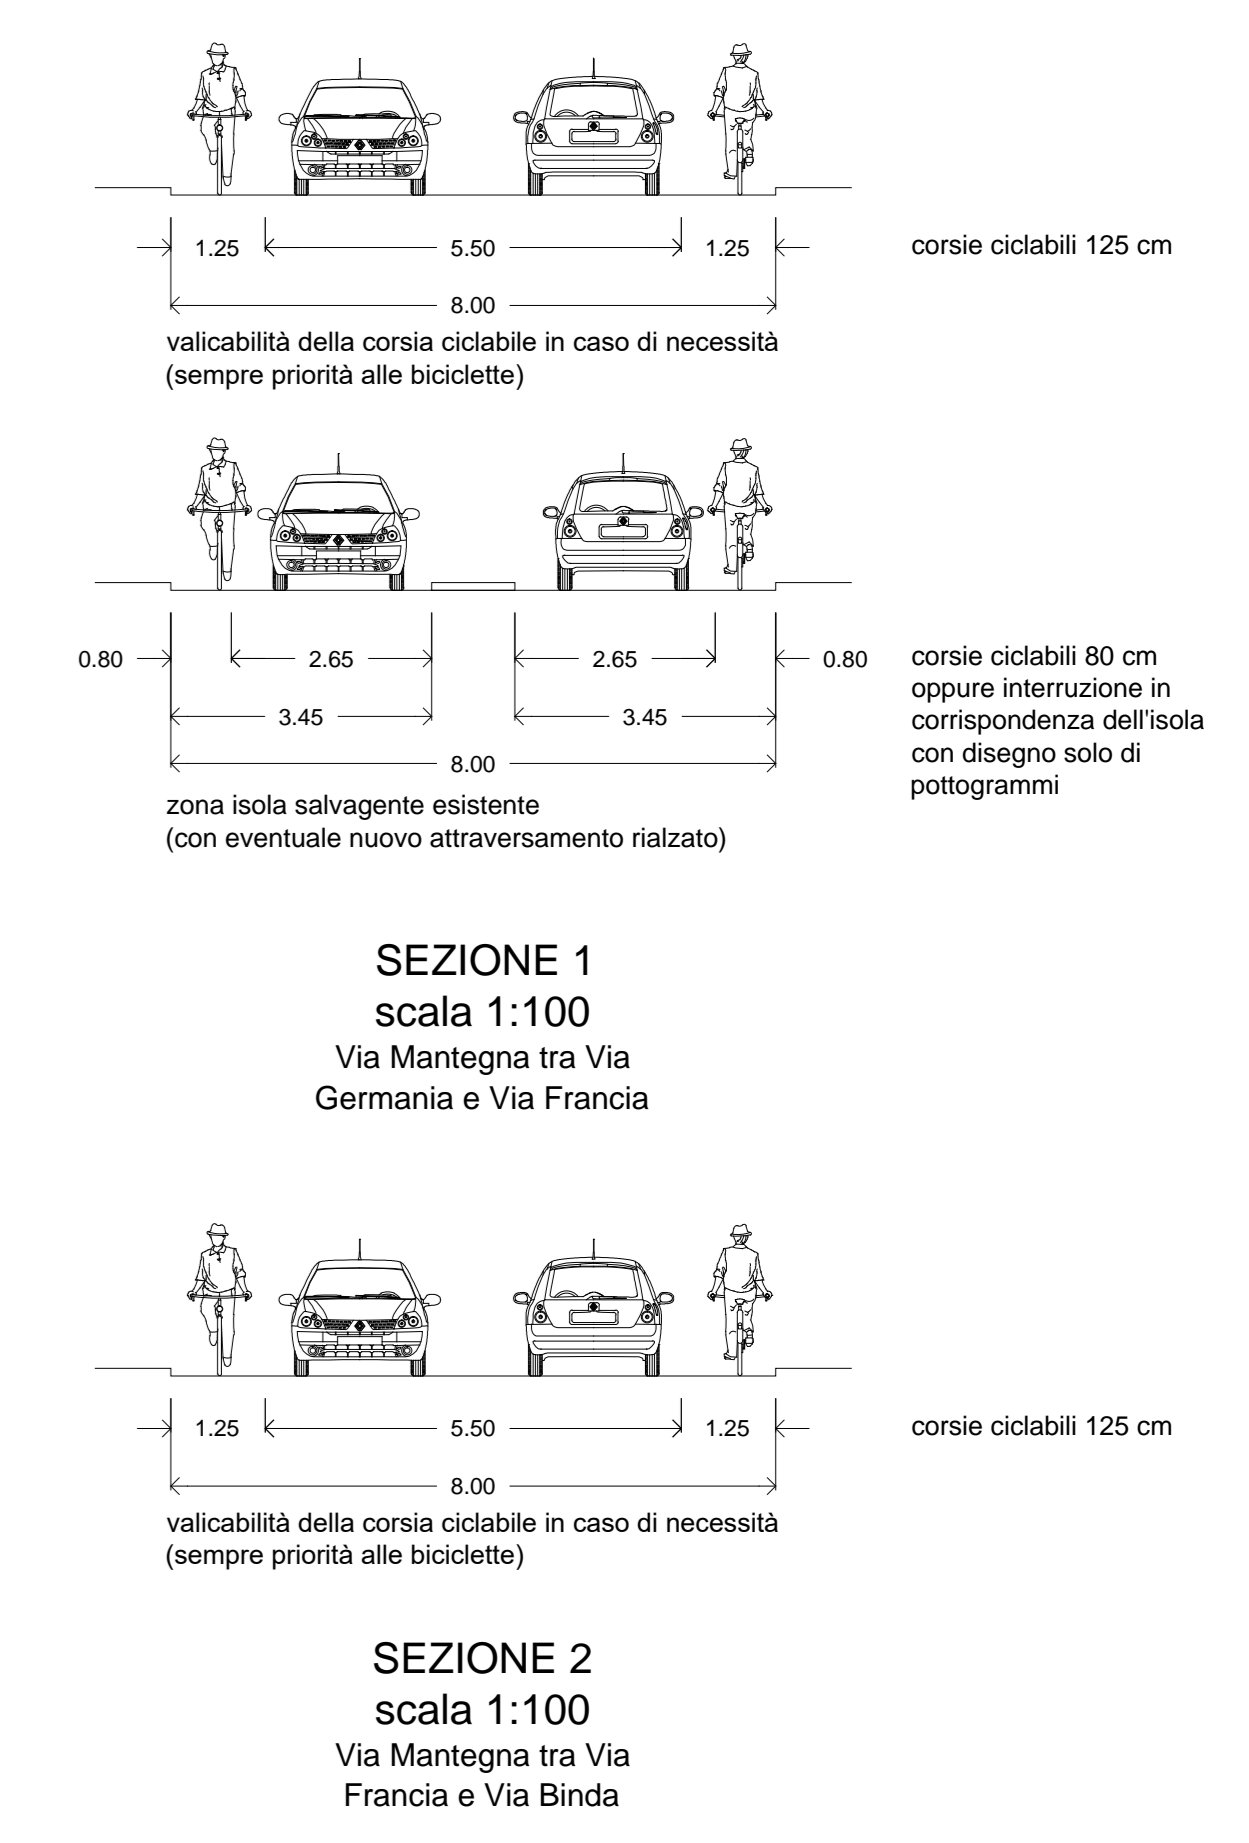 1.25 5.50 1.25
corsie ciclabili 125 cm
8.00
valicabilità della corsia ciclabile in caso di necessità
(sempre priorità alle biciclette)
0.80 2.65 2.65 0.80
3.45 3.45
8.00
corsie ciclabili 80 cm
oppure interruzione in
corrispondenza dell'isola
con disegno solo di
pottogrammi
zona isola salvagente esistente
(con eventuale nuovo attraversamento rialzato)
SEZIONE 1
scala 1:100
Via Mantegna tra Via
Germania e Via Francia
1.25 5.50 1.25
corsie ciclabili 125 cm
8.00
valicabilità della corsia ciclabile in caso di necessità
(sempre priorità alle biciclette)
SEZIONE 2
scala 1:100
Via Mantegna tra Via
Francia e Via Binda